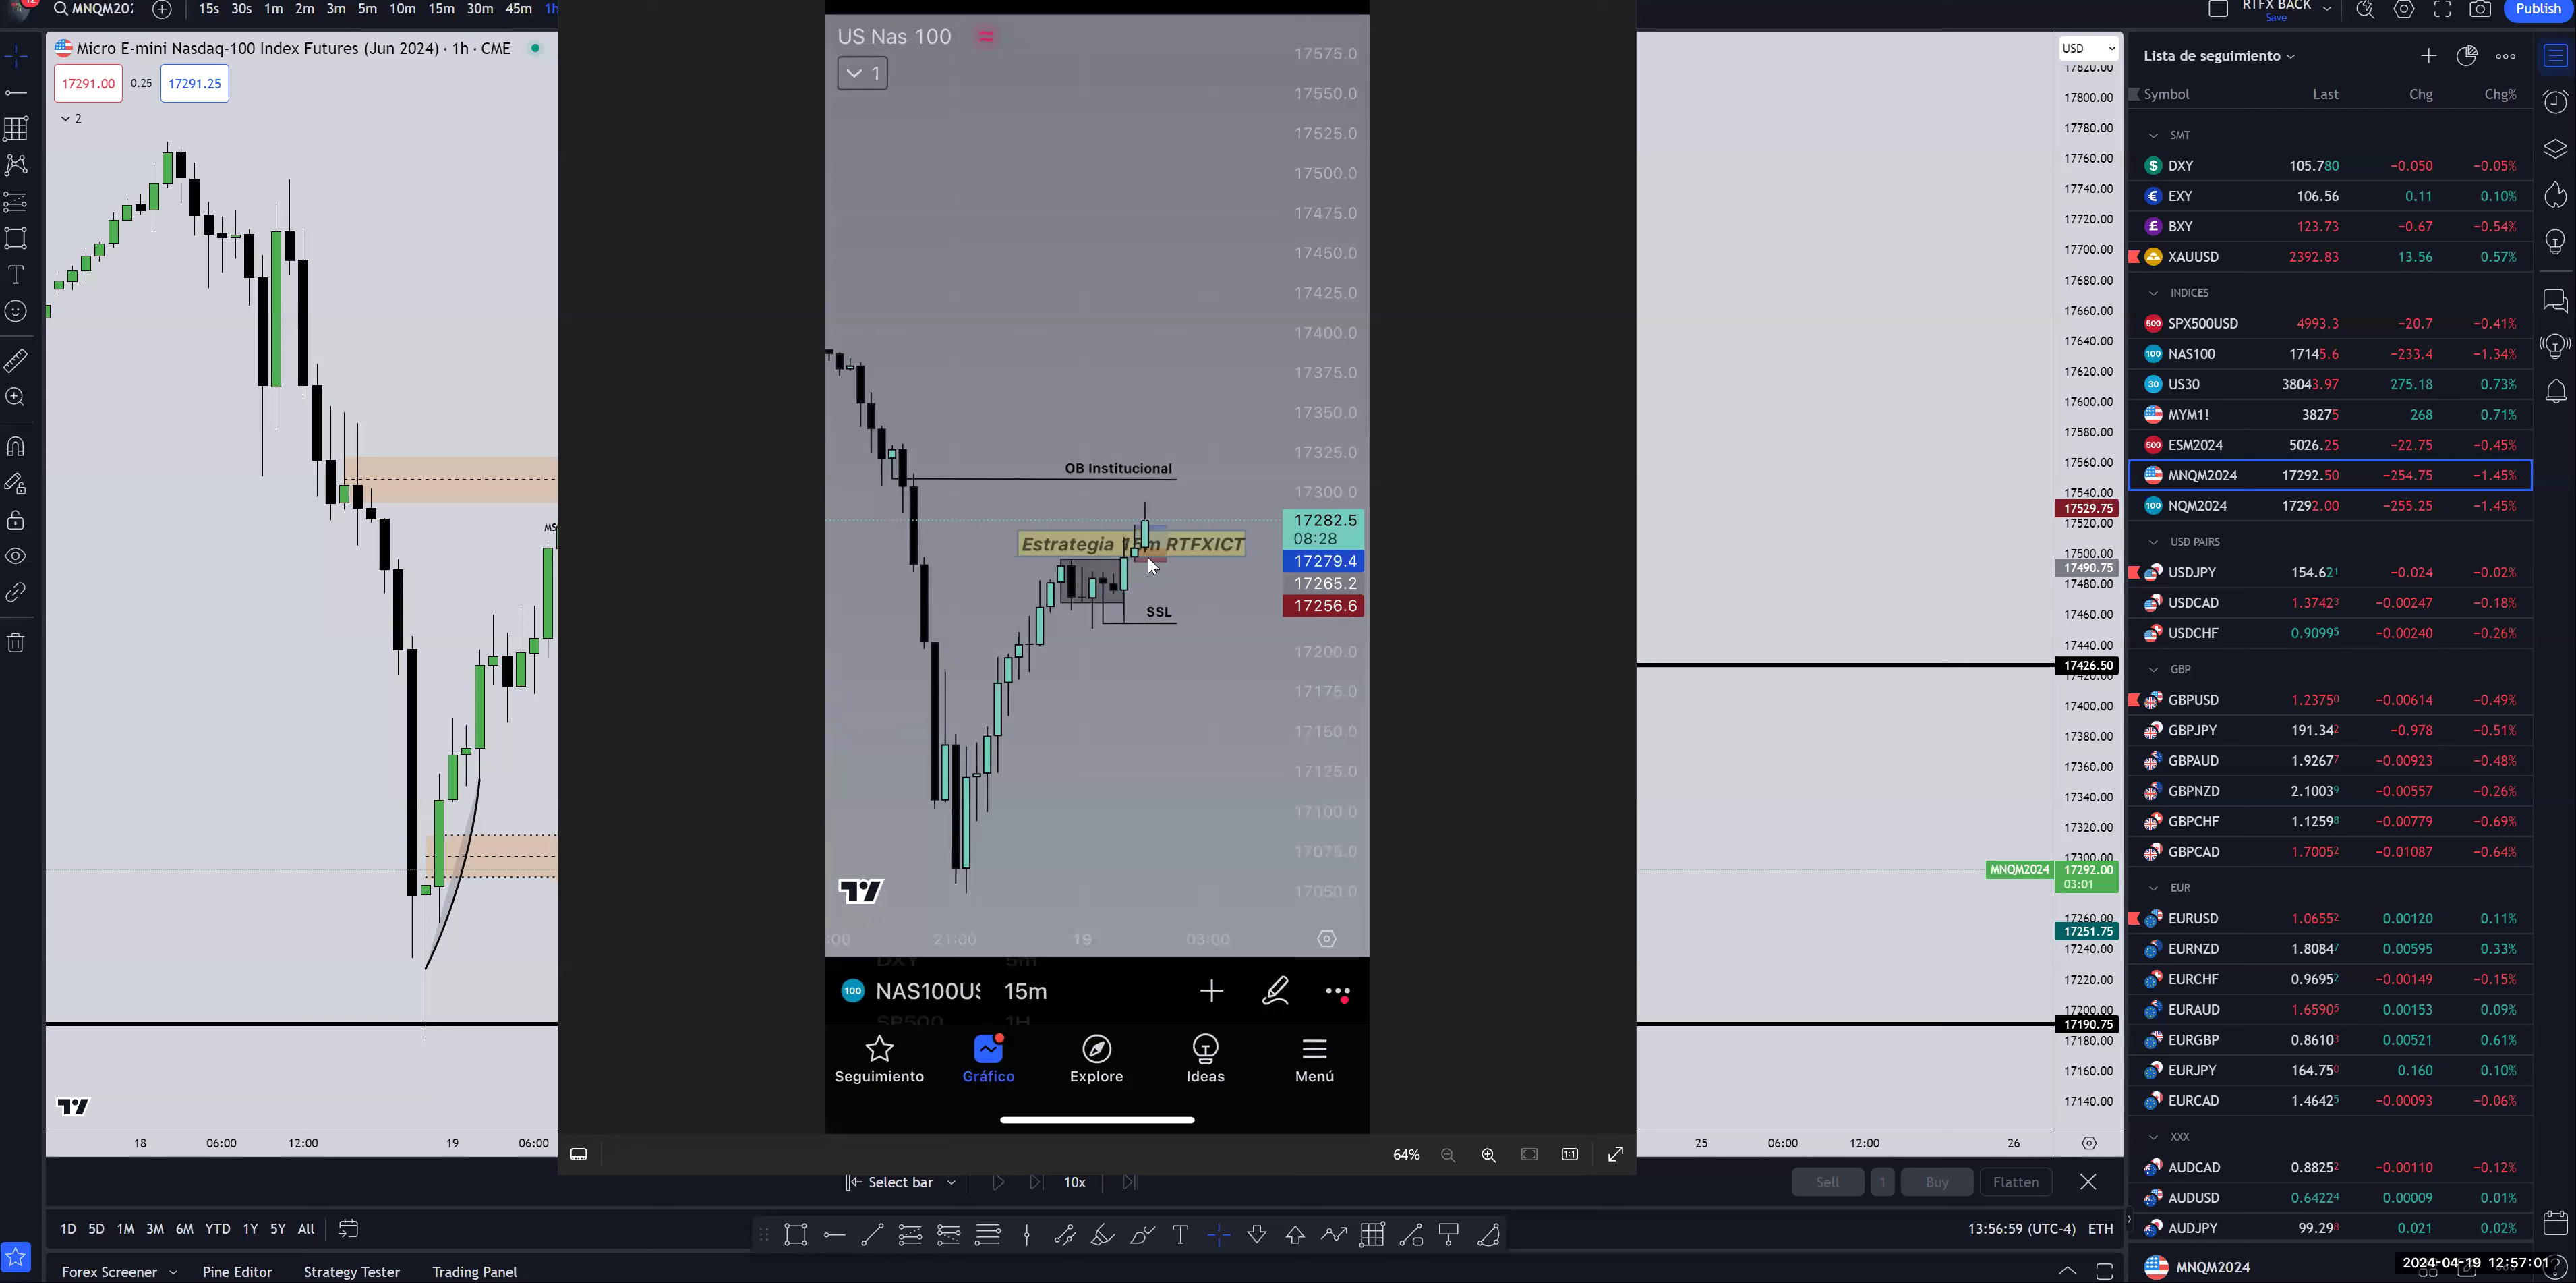 MNQM202
15s 30s 1m 2m 3m 5m 10m 15m 30m 45m 1h
RTFX BACK
Save
Publish
Micro E-mini Nasdaq-100 Index Futures (Jun 2024) · 1h · CME
17291.00 0.25 17291.25
2
18 06:00 12:00 19 06:00
US Nas 100
1
17575.0
17550.0
17525.0
17500.0
17475.0
17450.0
17425.0
17400.0
17375.0
17350.0
17325.0
17300.0
17282.5
08:28
17279.4
17265.2
17256.6
17200.0
17175.0
17150.0
17125.0
17100.0
17075.0
17050.0
OB Institucional
Estrategia 15m RTFXICT
SSL
:00 21:00 19 03:00
DXY 5m
NAS100US 15m
SP500 1H
Seguimiento Gráfico Explore Ideas Menú
64% 1:1
USD
17820.00
17800.00
17780.00
17760.00
17740.00
17720.00
17700.00
17680.00
17660.00
17640.00
17620.00
17600.00
17580.00
17560.00
17540.00
17529.75
17520.00
17500.00
17490.75
17480.00
17460.00
17440.00
17426.50
17420.00
17400.00
17380.00
17360.00
17340.00
17320.00
17300.00
MNQM2024 17292.00
03:01
17260.00
17251.75
17240.00
17220.00
17200.00
17190.75
17180.00
17160.00
17140.00
25 06:00 12:00 26
Select bar 10x
Sell 1 Buy Flatten
1D 5D 1M 3M 6M YTD 1Y 5Y All
13:56:59 (UTC-4) ETH
Forex Screener Pine Editor Strategy Tester Trading Panel
Lista de seguimiento
Symbol Last Chg Chg%
SMT
DXY 105.780 −0.050 −0.05%
EXY 106.56 0.11 0.10%
BXY 123.73 −0.67 −0.54%
XAUUSD 2392.83 13.56 0.57%
INDICES
SPX500USD 4993.3 −20.7 −0.41%
NAS100 17145.6 −233.4 −1.34%
US30 38043.97 275.18 0.73%
MYM1! 38275 268 0.71%
ESM2024 5026.25 −22.75 −0.45%
MNQM2024 17292.50 −254.75 −1.45%
NQM2024 17292.00 −255.25 −1.45%
USD PAIRS
USDJPY 154.621 −0.024 −0.02%
USDCAD 1.37423 −0.00247 −0.18%
USDCHF 0.90995 −0.00240 −0.26%
GBP
GBPUSD 1.23750 −0.00614 −0.49%
GBPJPY 191.342 −0.978 −0.51%
GBPAUD 1.92677 −0.00923 −0.48%
GBPNZD 2.10039 −0.00557 −0.26%
GBPCHF 1.12598 −0.00779 −0.69%
GBPCAD 1.70052 −0.01087 −0.64%
EUR
EURUSD 1.06552 0.00120 0.11%
EURNZD 1.80847 0.00595 0.33%
EURCHF 0.96952 −0.00149 −0.15%
EURAUD 1.65905 0.00153 0.09%
EURGBP 0.86103 0.00521 0.61%
EURJPY 164.750 0.160 0.10%
EURCAD 1.46425 −0.00093 −0.06%
XXX
AUDCAD 0.88252 −0.00110 −0.12%
AUDUSD 0.64224 0.00009 0.01%
AUDJPY 99.298 0.021 0.02%
MNQM2024
2024-04-19 12:57:01